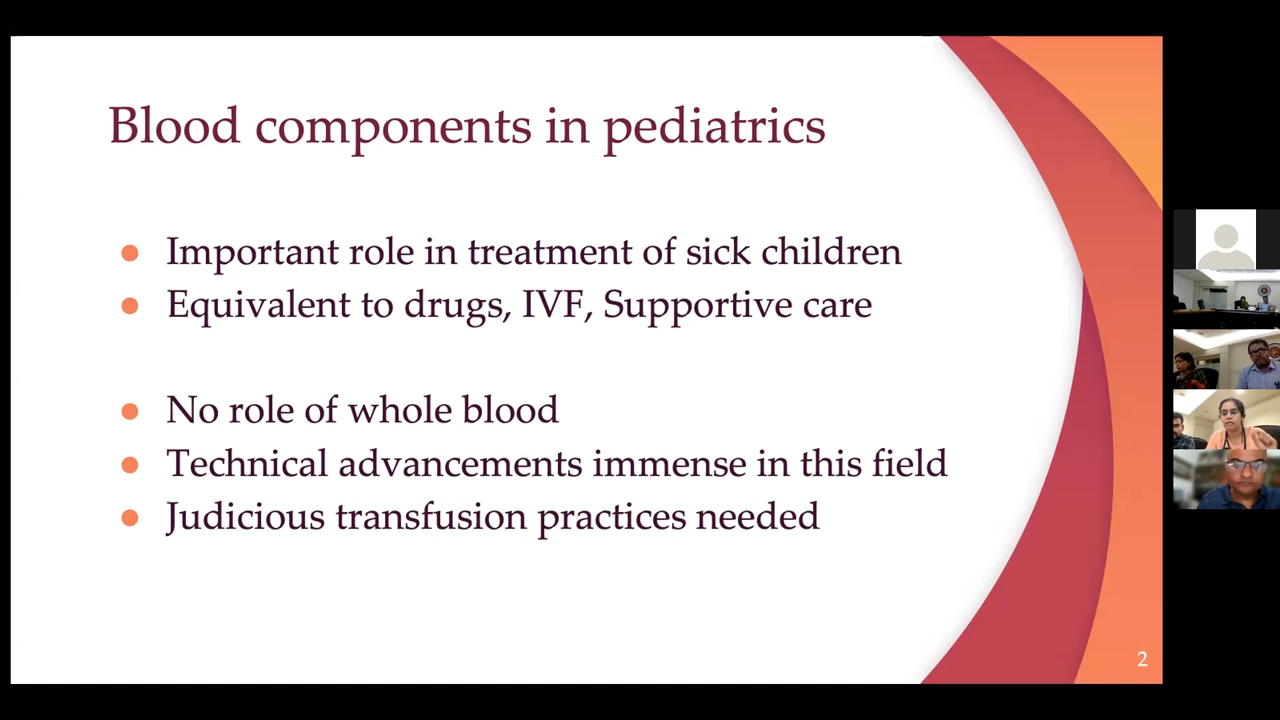 Blood components in pediatrics
Important role in treatment of sick children
Equivalent to drugs, IVF, Supportive care
No role of whole blood
Technical advancements immense in this field
Judicious transfusion practices needed
2